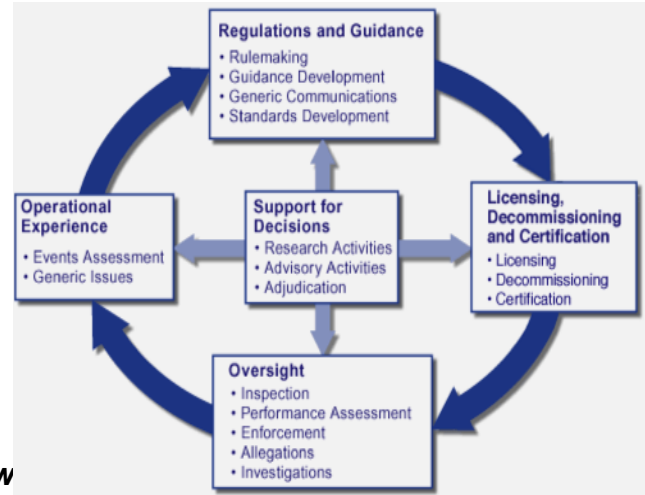 Regulations and Guidance
• Rulemaking
• Guidance Development
• Generic Communications
• Standards Development
Operational
Experience
• Events Assessment
• Generic Issues
Support for
Decisions
• Research Activities
• Advisory Activities
• Adjudication
Licensing,
Decommissioning
and Certification
• Licensing
• Decommissioning
• Certification
Oversight
• Inspection
• Performance Assessment
• Enforcement
• Allegations
• Investigations